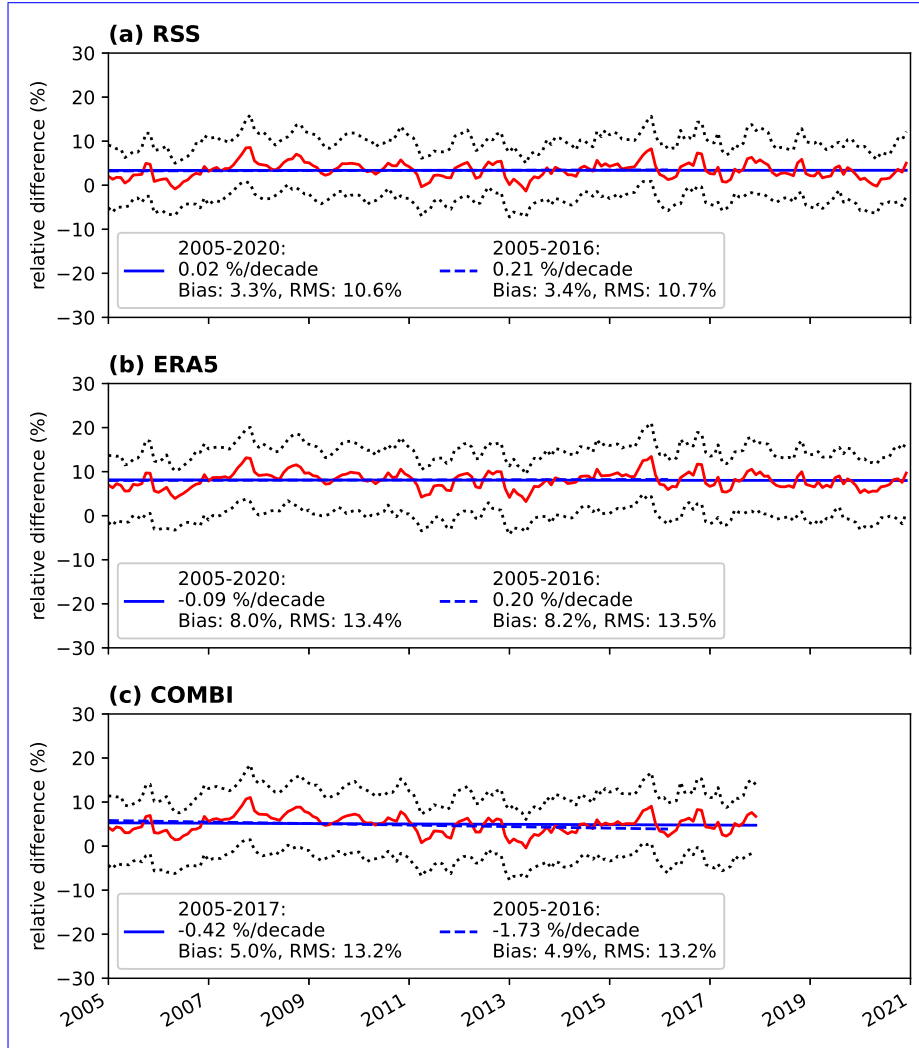 (a) RSS
30
20
10
0
−10
−20
−30
relative difference (%)
2005-2020:
0.02 %/decade
Bias: 3.3%, RMS: 10.6%
2005-2016:
0.21 %/decade
Bias: 3.4%, RMS: 10.7%
(b) ERA5
30
20
10
0
−10
−20
−30
relative difference (%)
2005-2020:
-0.09 %/decade
Bias: 8.0%, RMS: 13.4%
2005-2016:
0.20 %/decade
Bias: 8.2%, RMS: 13.5%
(c) COMBI
30
20
10
0
−10
−20
−30
relative difference (%)
2005-2017:
-0.42 %/decade
Bias: 5.0%, RMS: 13.2%
2005-2016:
-1.73 %/decade
Bias: 4.9%, RMS: 13.2%
2005
2007
2009
2011
2013
2015
2017
2019
2021